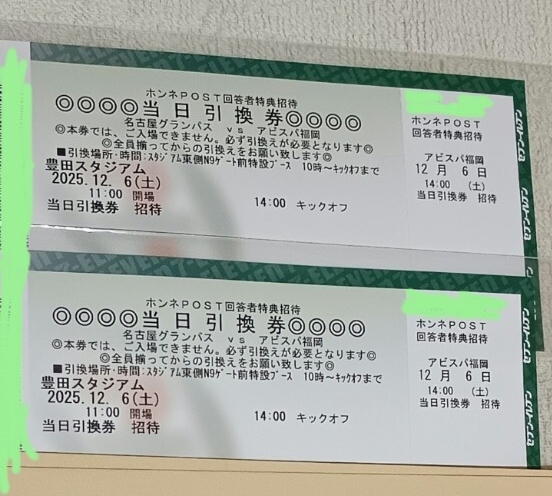 ホンネPOST回答者特典招待
◎◎◎◎当日引換券◎◎◎◎
名古屋グランパス vs アビスパ福岡
◎本券では、ご入場できません。必ず引換えが必要となります◎
◎全員揃ってからの引換えをお願い致します◎
■引換場所・時間:スタジアム東側N9ゲート前特設ブース 10時~キックオフまで
豊田スタジアム
2025.12. 6(土)
11:00 開場
14:00 キックオフ
当日引換券 招待
ホンネPOST
回答者特典招待
アビスパ福岡
12月 6日
14:00 (土)
当日引換券 招待
セブン-イレブン
ホンネPOST回答者特典招待
◎◎◎◎当日引換券◎◎◎◎
名古屋グランパス vs アビスパ福岡
◎本券では、ご入場できません。必ず引換えが必要となります◎
◎全員揃ってからの引換えをお願い致します◎
■引換場所・時間:スタジアム東側N9ゲート前特設ブース 10時~キックオフまで
豊田スタジアム
2025.12. 6(土)
11:00 開場
14:00 キックオフ
当日引換券 招待
ホンネPOST
回答者特典招待
アビスパ福岡
12月 6日
14:00 (土)
当日引換券 招待
セブン-イレブン